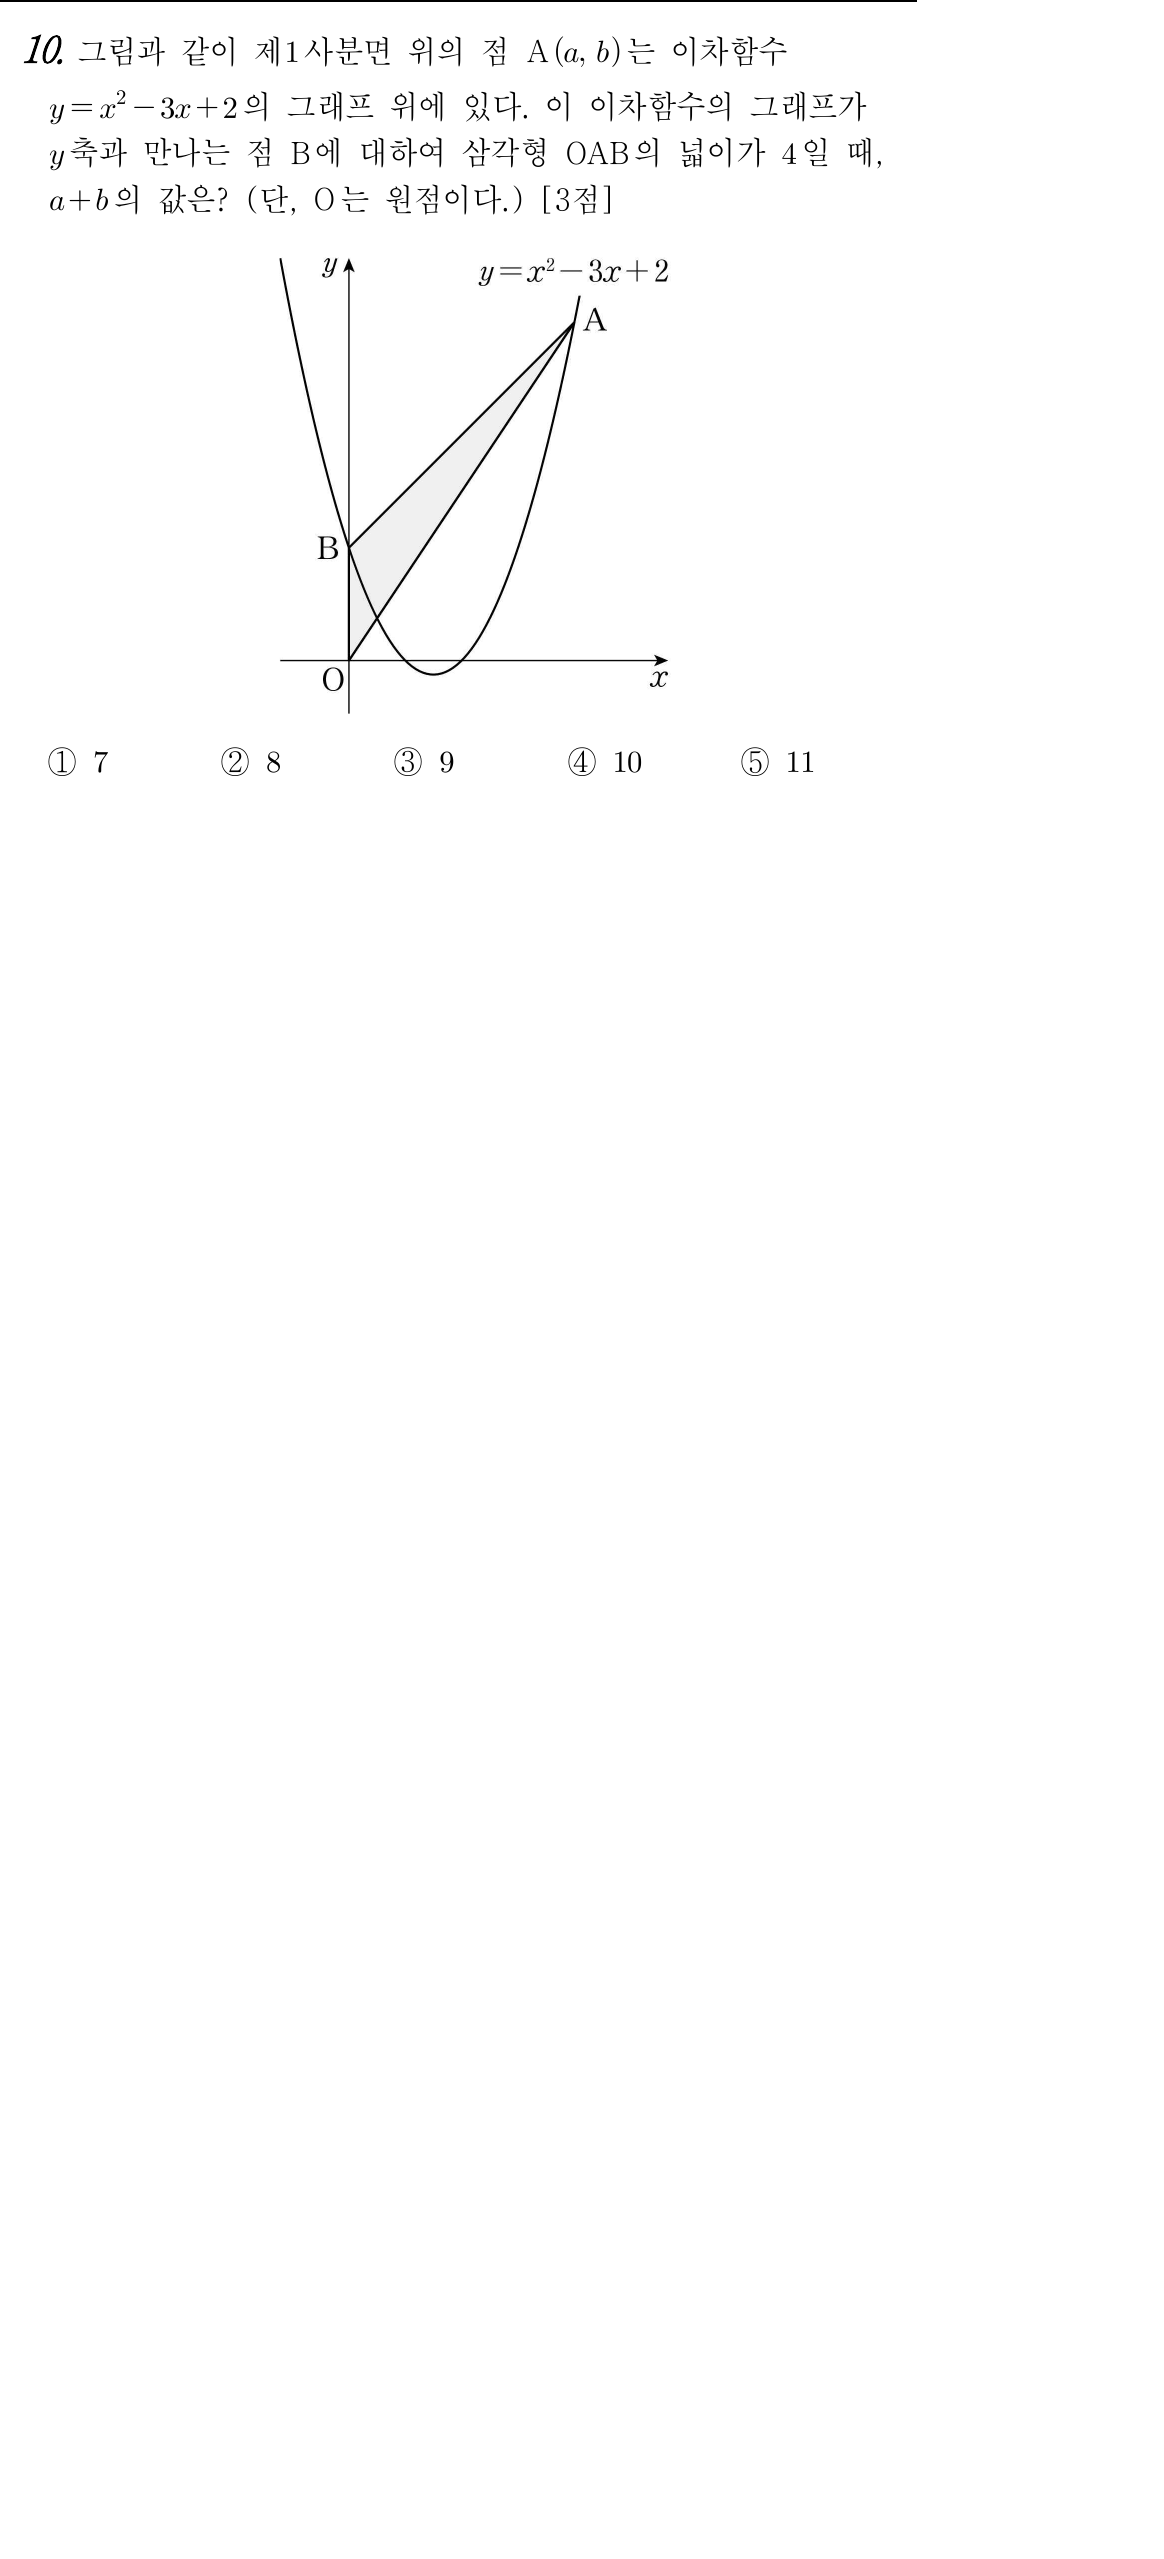 10. 그림과 같이 제1사분면 위의 점 A(a, b)는 이차함수
y=x²-3x+2의 그래프 위에 있다. 이 이차함수의 그래프가
y축과 만나는 점 B에 대하여 삼각형 OAB의 넓이가 4일 때,
a+b의 값은? (단, O는 원점이다.) [3점]
y
y=x²-3x+2
A
B
O
x
① 7 ② 8 ③ 9 ④ 10 ⑤ 11